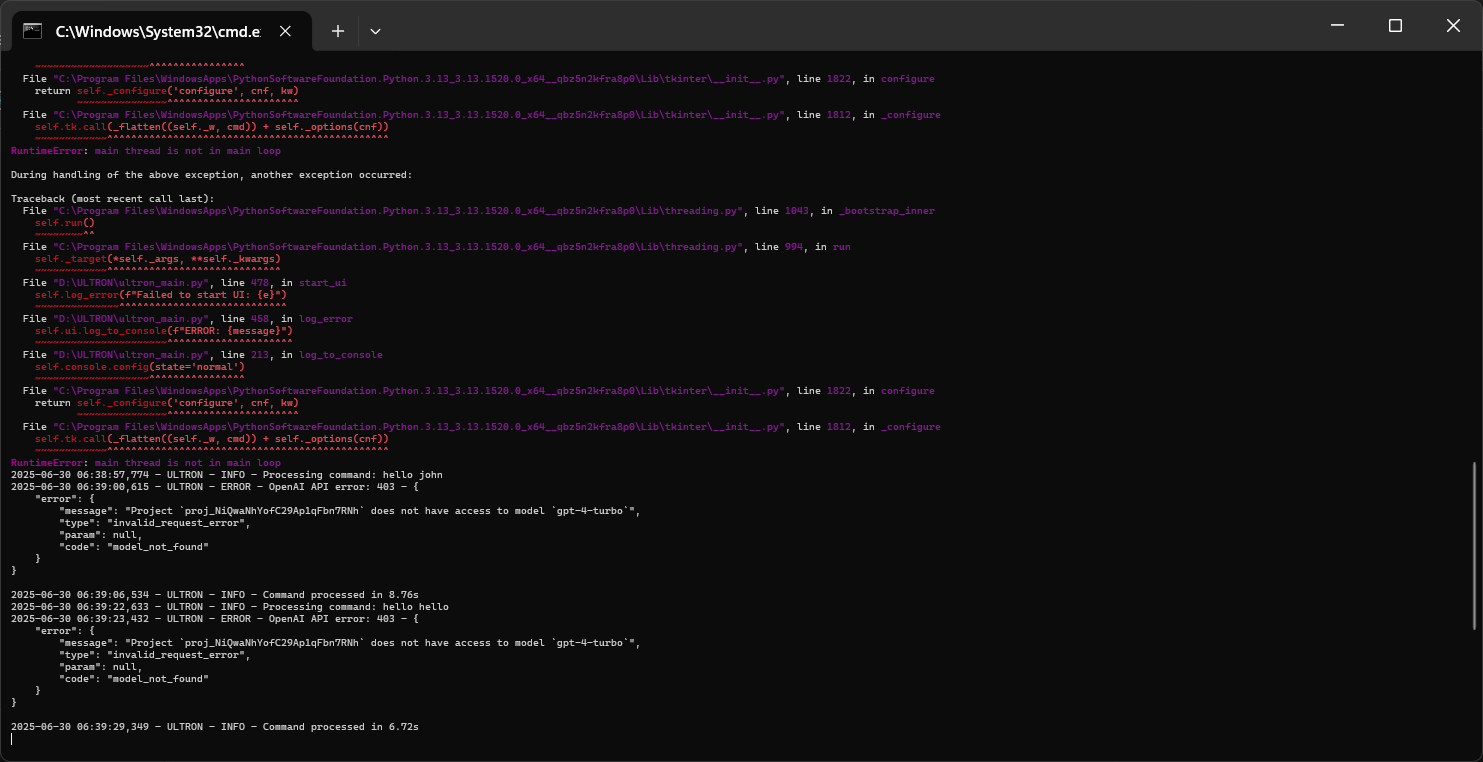 C:\Windows\System32\cmd.e
~~~~~~~~~~~~~~~~~~~^^^^^^^^^^^^^^^^
File "C:\Program Files\WindowsApps\PythonSoftwareFoundation.Python.3.13_3.13.1520.0_x64__qbz5n2kfra8p0\Lib\tkinter\__init__.py", line 1822, in configure
return self._configure('configure', cnf, kw)
~~~~~~~~~~~~~~~^^^^^^^^^^^^^^^^^^^^^^
File "C:\Program Files\WindowsApps\PythonSoftwareFoundation.Python.3.13_3.13.1520.0_x64__qbz5n2kfra8p0\Lib\tkinter\__init__.py", line 1812, in _configure
self.tk.call(_flatten((self._w, cmd)) + self._options(cnf))
~~~~~~~~~~~~^^^^^^^^^^^^^^^^^^^^^^^^^^^^^^^^^^^^^^^^^^^^^^^
RuntimeError: main thread is not in main loop
During handling of the above exception, another exception occurred:
Traceback (most recent call last):
File "C:\Program Files\WindowsApps\PythonSoftwareFoundation.Python.3.13_3.13.1520.0_x64__qbz5n2kfra8p0\Lib\threading.py", line 1043, in _bootstrap_inner
self.run()
~~~~~~~~^^
File "C:\Program Files\WindowsApps\PythonSoftwareFoundation.Python.3.13_3.13.1520.0_x64__qbz5n2kfra8p0\Lib\threading.py", line 994, in run
self._target(*self._args, **self._kwargs)
~~~~~~~~~~~~^^^^^^^^^^^^^^^^^^^^^^^^^^^^^
File "D:\ULTRON\ultron_main.py", line 478, in start_ui
self.log_error(f"Failed to start UI: {e}")
~~~~~~~~~~~~~~^^^^^^^^^^^^^^^^^^^^^^^^^^^^
File "D:\ULTRON\ultron_main.py", line 458, in log_error
self.ui.log_to_console(f"ERROR: {message}")
~~~~~~~~~~~~~~~~~~~~~~^^^^^^^^^^^^^^^^^^^^^
File "D:\ULTRON\ultron_main.py", line 213, in log_to_console
self.console.config(state='normal')
~~~~~~~~~~~~~~~~~~~^^^^^^^^^^^^^^^^
File "C:\Program Files\WindowsApps\PythonSoftwareFoundation.Python.3.13_3.13.1520.0_x64__qbz5n2kfra8p0\Lib\tkinter\__init__.py", line 1822, in configure
return self._configure('configure', cnf, kw)
~~~~~~~~~~~~~~~^^^^^^^^^^^^^^^^^^^^^^
File "C:\Program Files\WindowsApps\PythonSoftwareFoundation.Python.3.13_3.13.1520.0_x64__qbz5n2kfra8p0\Lib\tkinter\__init__.py", line 1812, in _configure
self.tk.call(_flatten((self._w, cmd)) + self._options(cnf))
~~~~~~~~~~~~^^^^^^^^^^^^^^^^^^^^^^^^^^^^^^^^^^^^^^^^^^^^^^^
RuntimeError: main thread is not in main loop
2025-06-30 06:38:57,774 - ULTRON - INFO - Processing command: hello john
2025-06-30 06:39:00,615 - ULTRON - ERROR - OpenAI API error: 403 - {
"error": {
"message": "Project `proj_NiQwaNhYofC29AplqFbn7RNh` does not have access to model `gpt-4-turbo`",
"type": "invalid_request_error",
"param": null,
"code": "model_not_found"
}
}
2025-06-30 06:39:06,534 - ULTRON - INFO - Command processed in 8.76s
2025-06-30 06:39:22,633 - ULTRON - INFO - Processing command: hello hello
2025-06-30 06:39:23,432 - ULTRON - ERROR - OpenAI API error: 403 - {
"error": {
"message": "Project `proj_NiQwaNhYofC29AplqFbn7RNh` does not have access to model `gpt-4-turbo`",
"type": "invalid_request_error",
"param": null,
"code": "model_not_found"
}
}
2025-06-30 06:39:29,349 - ULTRON - INFO - Command processed in 6.72s